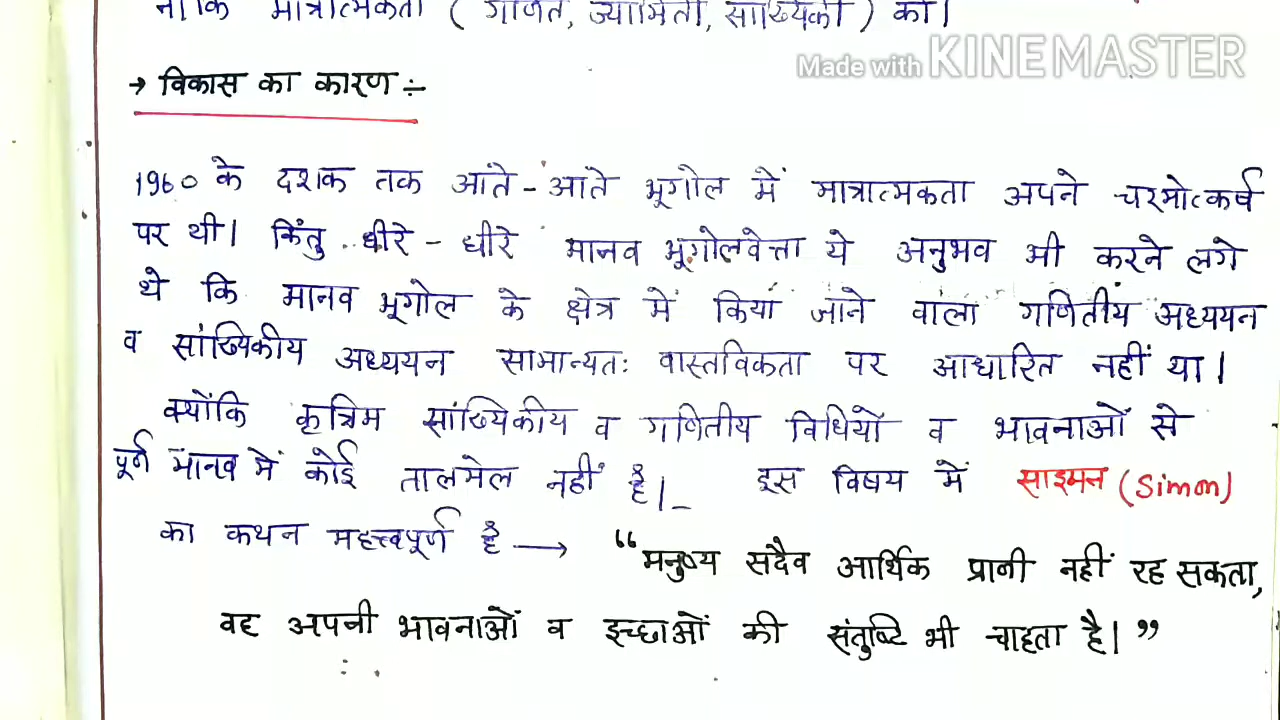 ना कि मात्रात्मकता ( गणित, ज्यामिती, सांख्यिकी ) को।
Made with KINEMASTER
→ विकास का कारण ÷
1960 के दशक तक आते - आते भूगोल में मात्रात्मकता अपने चरमोत्कर्ष
पर थी। किंतु धीरे - धीरे मानव भूगोलवेत्ता ये अनुभव भी करने लगे
थे कि मानव भूगोल के क्षेत्र में किया जाने वाला गणितीय अध्ययन
व सांख्यिकीय अध्ययन सामान्यतः वास्तविकता पर आधारित नहीं था।
क्योंकि कृत्रिम सांख्यिकीय व गणितीय विधियों व भावनाओं से
पूर्ण मानव में कोई तालमेल नहीं है।_ इस विषय में साइमन (Simon)
का कथन महत्त्वपूर्ण है → “मनुष्य सदैव आर्थिक प्रानी नहीं रह सकता,
वह अपनी भावनाओं व इच्छाओं की संतुष्टि भी चाहता है।”